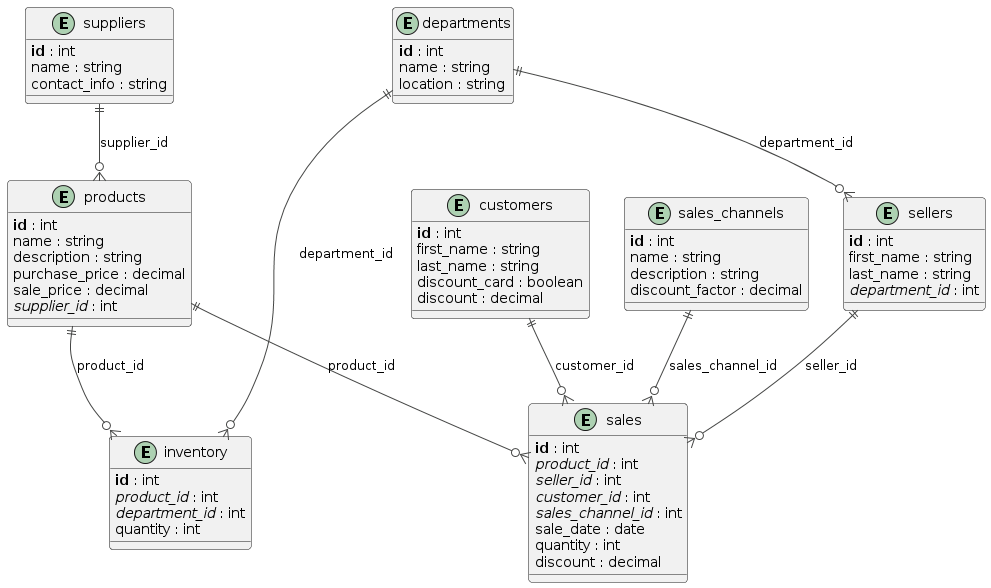 E suppliers
id : int
name : string
contact_info : string
E departments
id : int
name : string
location : string
supplier_id
department_id
E products
id : int
name : string
description : string
purchase_price : decimal
sale_price : decimal
supplier_id : int
department_id
E customers
id : int
first_name : string
last_name : string
discount_card : boolean
discount : decimal
E sales_channels
id : int
name : string
description : string
discount_factor : decimal
E sellers
id : int
first_name : string
last_name : string
department_id : int
product_id
product_id
customer_id
sales_channel_id
seller_id
E inventory
id : int
product_id : int
department_id : int
quantity : int
E sales
id : int
product_id : int
seller_id : int
customer_id : int
sales_channel_id : int
sale_date : date
quantity : int
discount : decimal